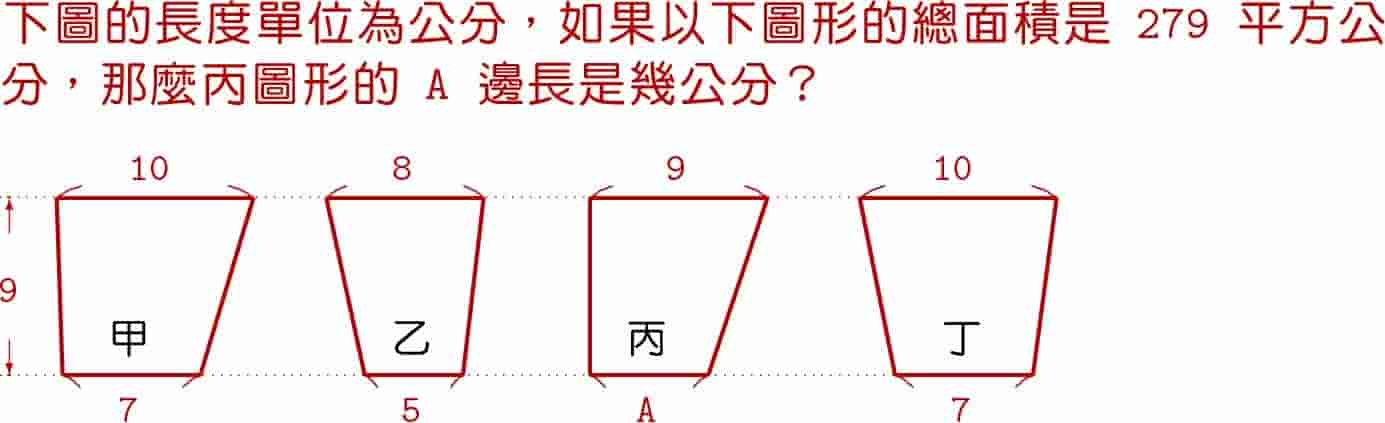 下圖的長度單位為公分，如果以下圖形的總面積是 279 平方公
分，那麼丙圖形的 A 邊長是幾公分？
10 8 9 10
9
甲 乙 丙 丁
7 5 A 7